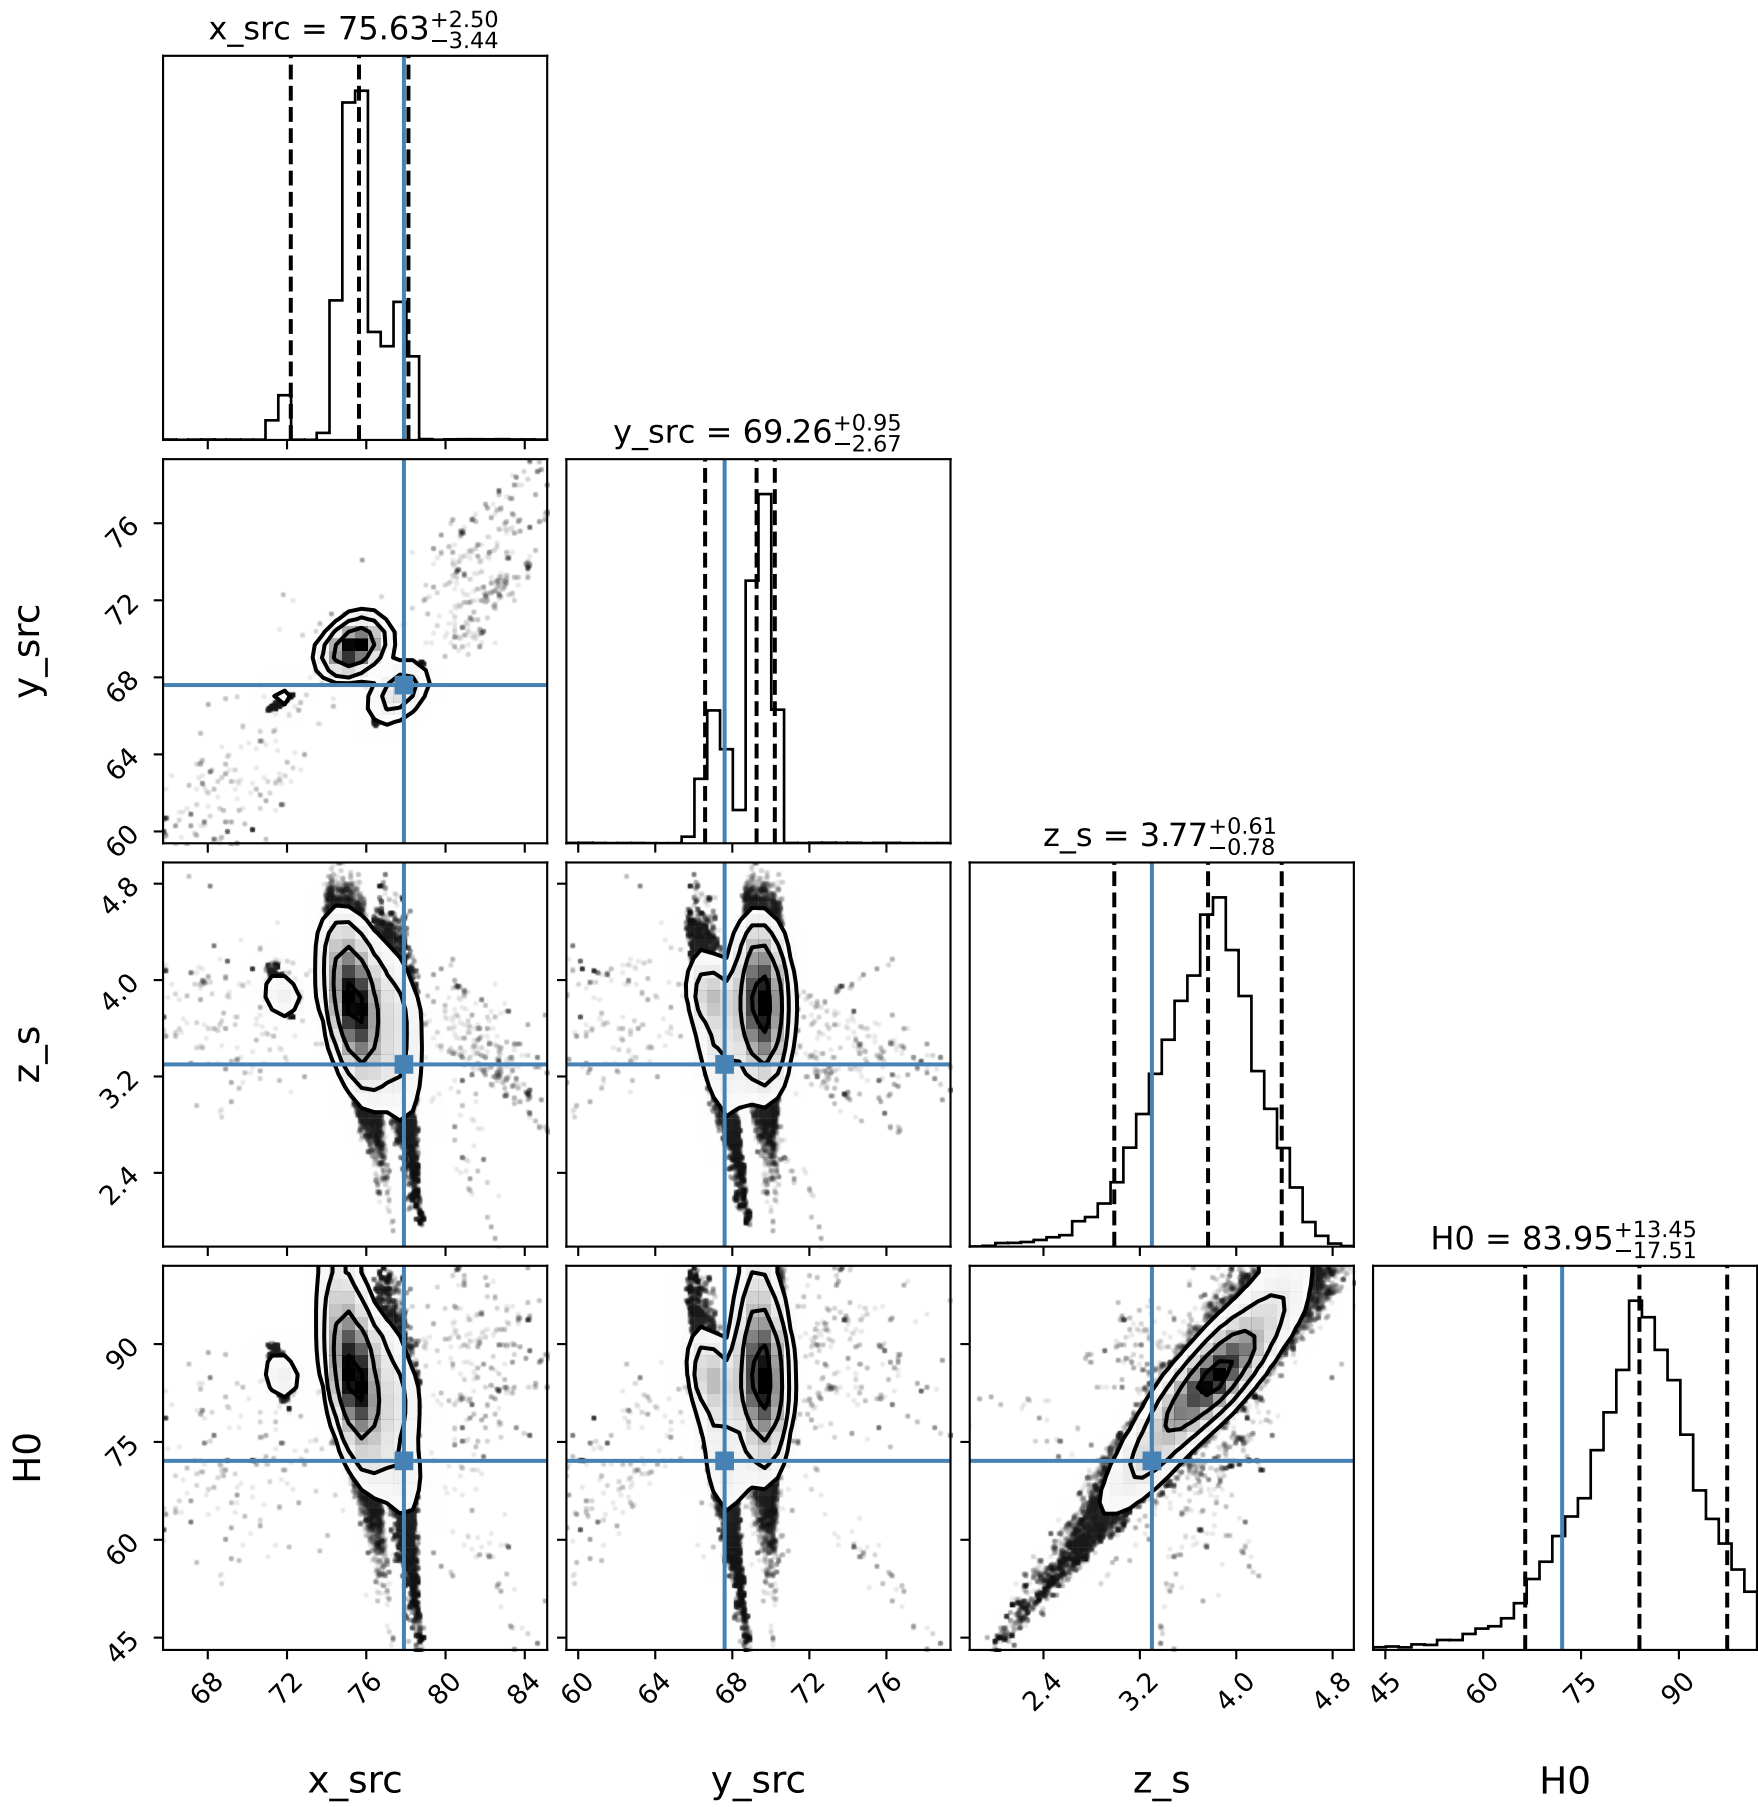 x_src = 75.63 +2.50 −3.44
y_src = 69.26 +0.95 −2.67
76
72
68
64
60
y_src
z_s = 3.77 +0.61 −0.78
4.8
4.0
3.2
2.4
z_s
H0 = 83.95 +13.45 −17.51
90
75
60
45
H0
68 72 76 80 84
60 64 68 72 76
2.4 3.2 4.0 4.8
45 60 75 90
x_src y_src z_s H0